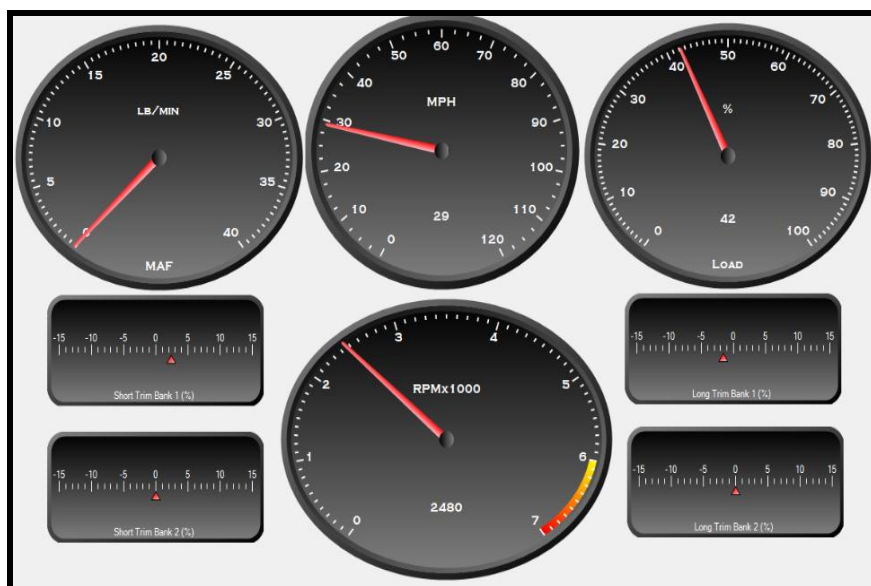 0 5 10 15 20 25 30 35 40
LB/MIN
MAF
0 10 20 30 40 50 60 70 80 90 100 110 120
MPH
29
0 10 20 30 40 50 60 70 80 90 100
%
42
LOAD
-15 -10 -5 0 5 10 15
Short Trim Bank 1 (%)
0 1 2 3 4 5 6 7
RPMx1000
2480
-15 -10 -5 0 5 10 15
Long Trim Bank 1 (%)
-15 -10 -5 0 5 10 15
Short Trim Bank 2 (%)
-15 -10 -5 0 5 10 15
Long Trim Bank 2 (%)